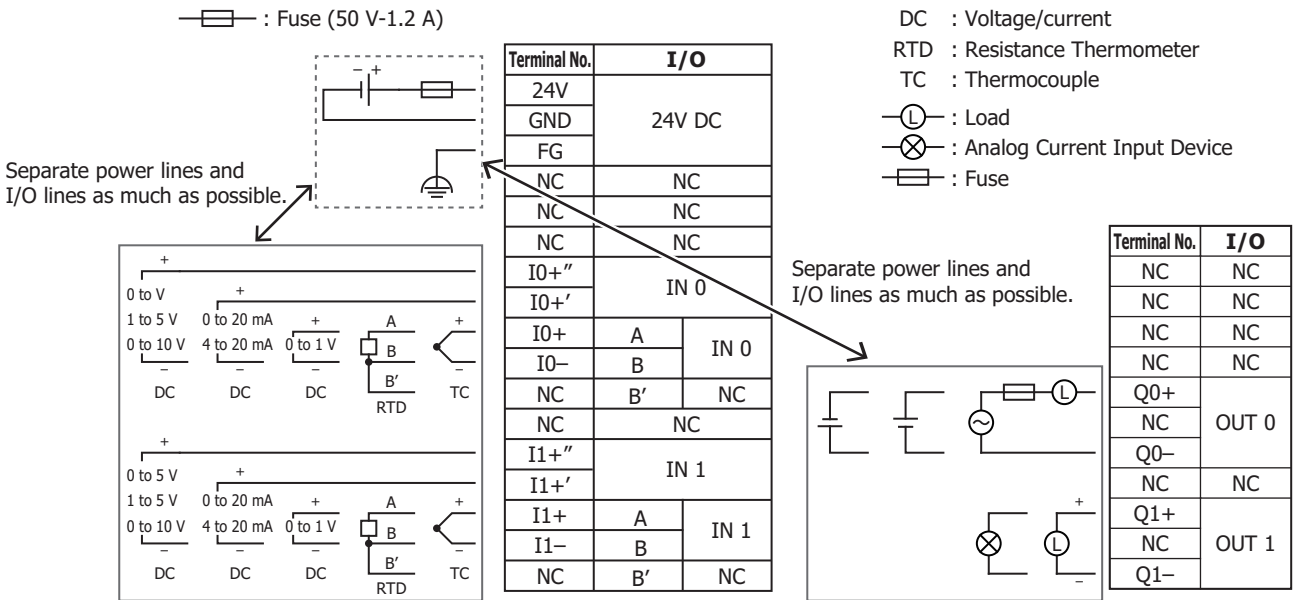 : Fuse (50 V-1.2 A)
DC : Voltage/current
RTD : Resistance Thermometer
TC : Thermocouple
L : Load
: Analog Current Input Device
: Fuse
– +
Separate power lines and
I/O lines as much as possible.
Terminal No. I/O
24V
GND 24V DC
FG
NC NC
NC NC
NC NC
I0+″
I0+′ IN 0
I0+ A
I0– B IN 0
NC B′ NC
NC NC
I1+″
I1+′ IN 1
I1+ A
I1– B IN 1
NC B′ NC
+
0 to V +
1 to 5 V 0 to 20 mA + A +
0 to 10 V 4 to 20 mA 0 to 1 V B
– – – B′ –
DC DC DC RTD TC
+
0 to 5 V +
1 to 5 V 0 to 20 mA + A +
0 to 10 V 4 to 20 mA 0 to 1 V B
– – – B′ –
DC DC DC RTD TC
Separate power lines and
I/O lines as much as possible.
L
+
L
–
Terminal No. I/O
NC NC
NC NC
NC NC
NC NC
Q0+
NC OUT 0
Q0–
NC NC
Q1+
NC OUT 1
Q1–